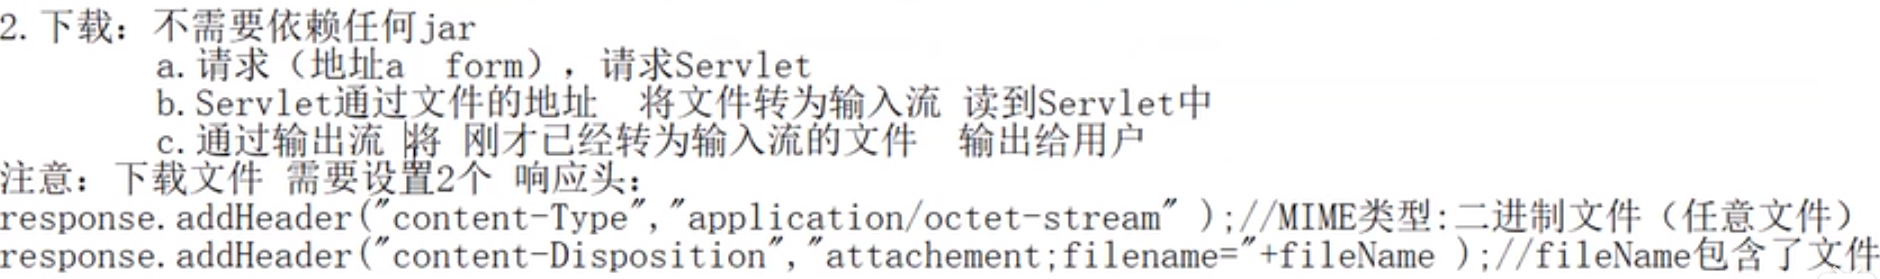 2.下载：不需要依赖任何jar
a.请求（地址a  form），请求Servlet
b.Servlet通过文件的地址  将文件转为输入流 读到Servlet中
c.通过输出流 将 刚才已经转为输入流的文件  输出给用户
注意：下载文件 需要设置2个 响应头：
response.addHeader("content-Type","application/octet-stream" );//MIME类型:二进制文件（任意文件）
response.addHeader("content-Disposition","attachement;filename="+fileName );//fileName包含了文件